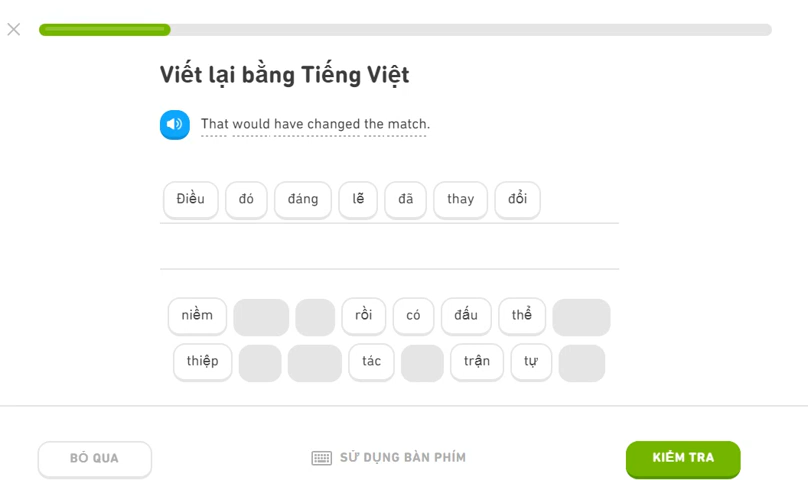 Viết lại bằng Tiếng Việt
That would have changed the match.
Điều đó đáng lẽ đã thay đổi
niềm rồi có đấu thể
thiệp tác trận tự
BỎ QUA SỬ DỤNG BÀN PHÍM KIỂM TRA